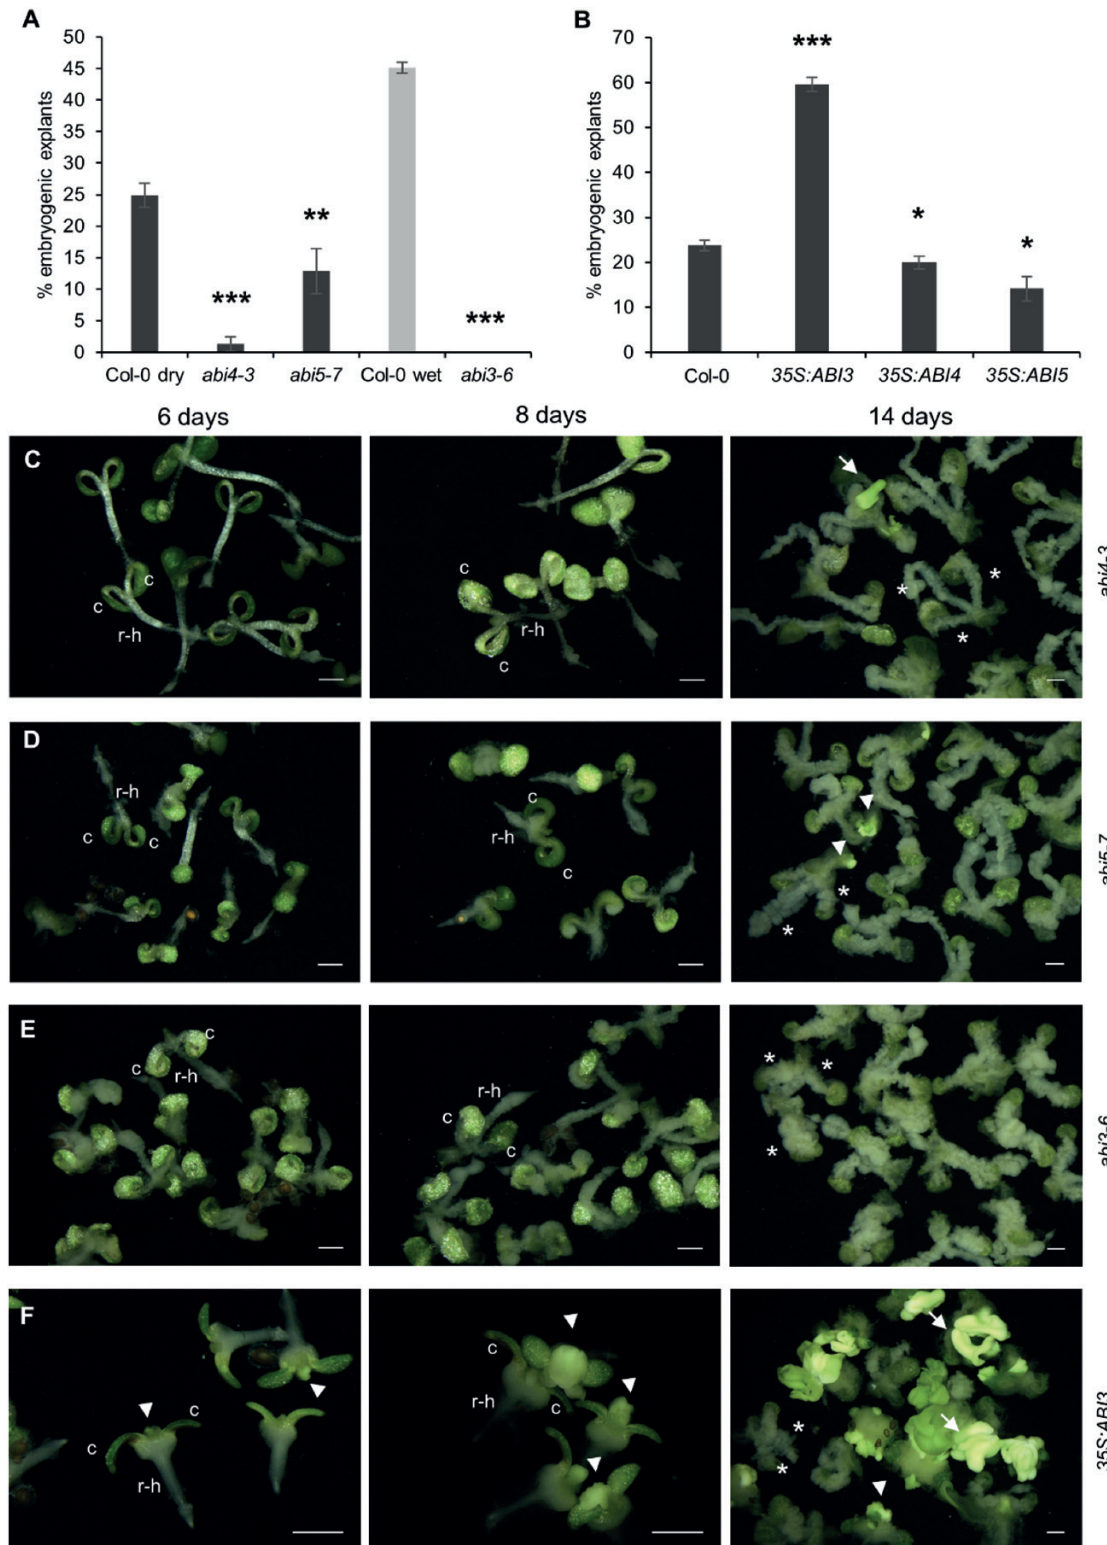 A
% embryogenic explants
50
45
40
35
30
25
20
15
10
5
0
***
**
***
Col-0 dry abi4-3 abi5-7 Col-0 wet abi3-6
B
% embryogenic explants
70
60
50
40
30
20
10
0
***
*
*
Col-0 35S:ABI3 35S:ABI4 35S:ABI5
6 days 8 days 14 days
C
c
c
r-h
c
r-h
c
*
*
*
abi4-3
D
r-h
c
c
c
r-h
c
*
*
abi5-7
E
c
c
r-h
r-h
c
c
*
*
*
abi3-6
F
c
c
r-h
c
r-h
c
*
*
35S:ABI3